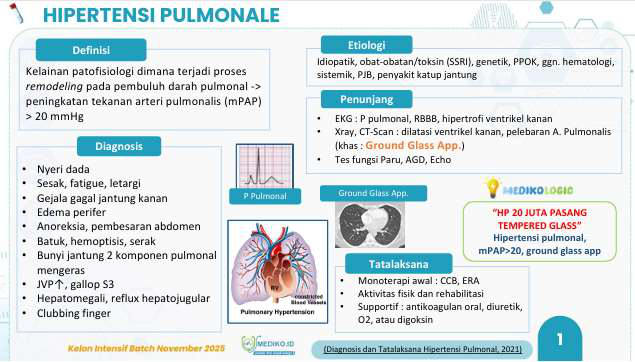 HIPERTENSI PULMONALE
Definisi
Kelainan patofisiologi dimana terjadi proses
remodeling pada pembuluh darah pulmonal ->
peningkatan tekanan arteri pulmonalis (mPAP)
> 20 mmHg
Diagnosis
• Nyeri dada
• Sesak, fatigue, letargi
• Gejala gagal jantung kanan
• Edema perifer
• Anoreksia, pembesaran abdomen
• Batuk, hemoptisis, serak
• Bunyi jantung 2 komponen pulmonal
mengeras
• JVP↑, gallop S3
• Hepatomegali, reflux hepatojugular
• Clubbing finger
P Pulmonal
RV
constricted
Blood Vessels
Pulmonary Hypertension
Etiologi
Idiopatik, obat-obatan/toksin (SSRI), genetik, PPOK, ggn. hematologi,
sistemik, PJB, penyakit katup jantung
Penunjang
• EKG : P pulmonal, RBBB, hipertrofi ventrikel kanan
• Xray, CT-Scan : dilatasi ventrikel kanan, pelebaran A. Pulmonalis
(khas : Ground Glass App.)
• Tes fungsi Paru, AGD, Echo
Ground Glass App.
MEDIKOLOGIC
"HP 20 JUTA PASANG
TEMPERED GLASS"
Hipertensi pulmonal,
mPAP>20, ground glass app
Tatalaksana
• Monoterapi awal : CCB, ERA
• Aktivitas fisik dan rehabilitasi
• Supportif : antikoagulan oral, diuretik,
O2, atau digoksin
Kelan Intensif Batch November 2025
MEDIKO.ID
(Diagnosis dan Tatalaksana Hipertensi Pulmonal, 2021)
1